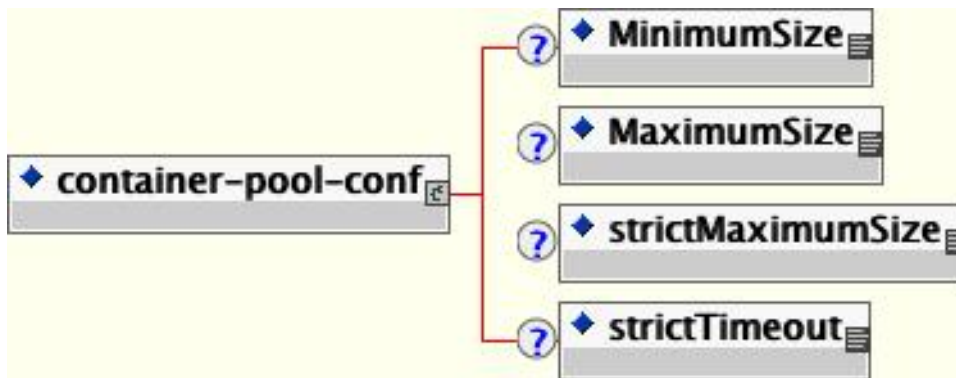 MinimumSize
?
MaximumSize
?
container-pool-conf
strictMaximumSize
?
strictTimeout
?